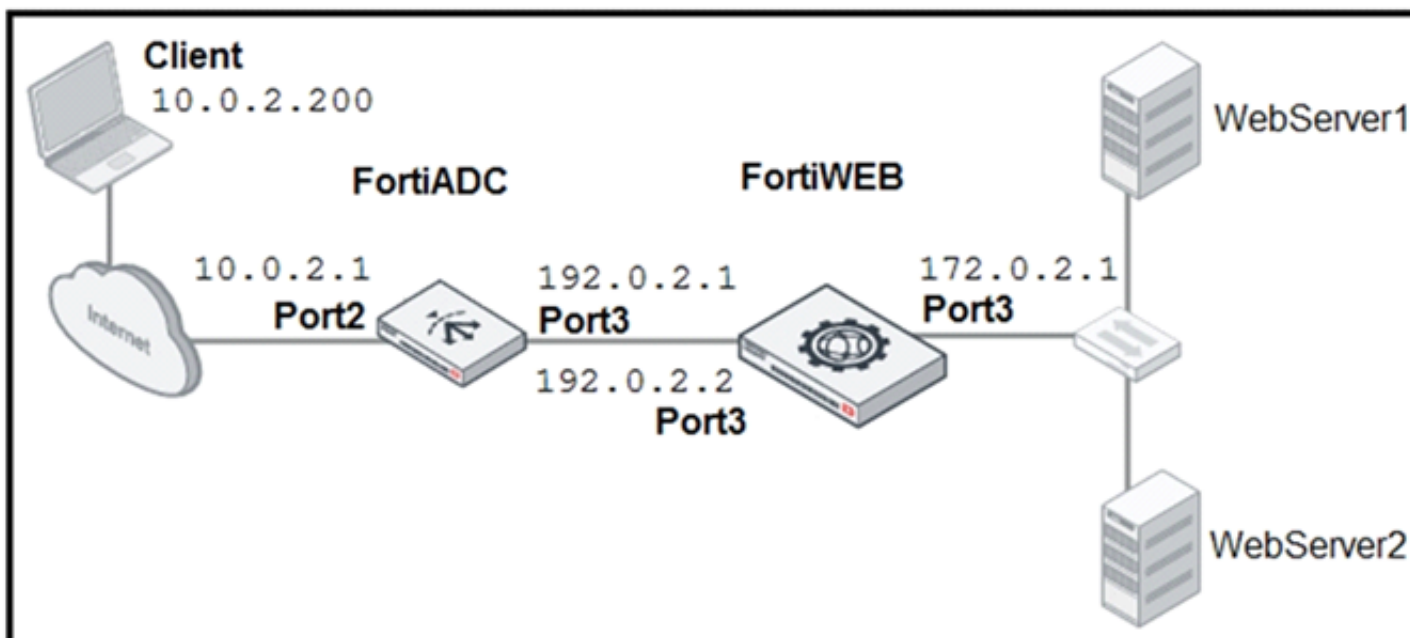 Client
10.0.2.200
WebServer1
FortiADC
FortiWEB
10.0.2.1
Port2
192.0.2.1
Port3
172.0.2.1
Port3
Internet
192.0.2.2
Port3
WebServer2